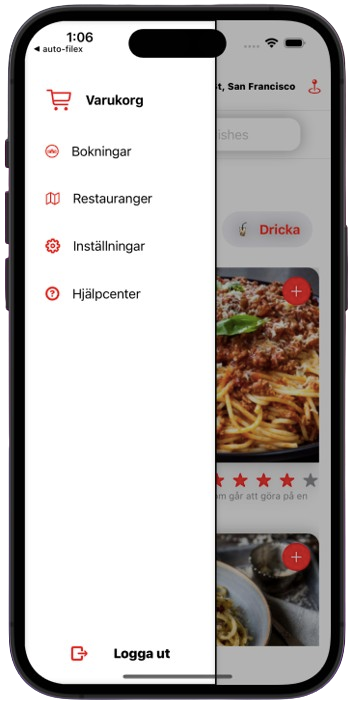 1:06
◀ auto-filex
t, San Francisco
Varukorg
ishes
Bokningar
Restauranger
Dricka
Inställningar
Hjälpcenter
om går att göra på en
Logga ut